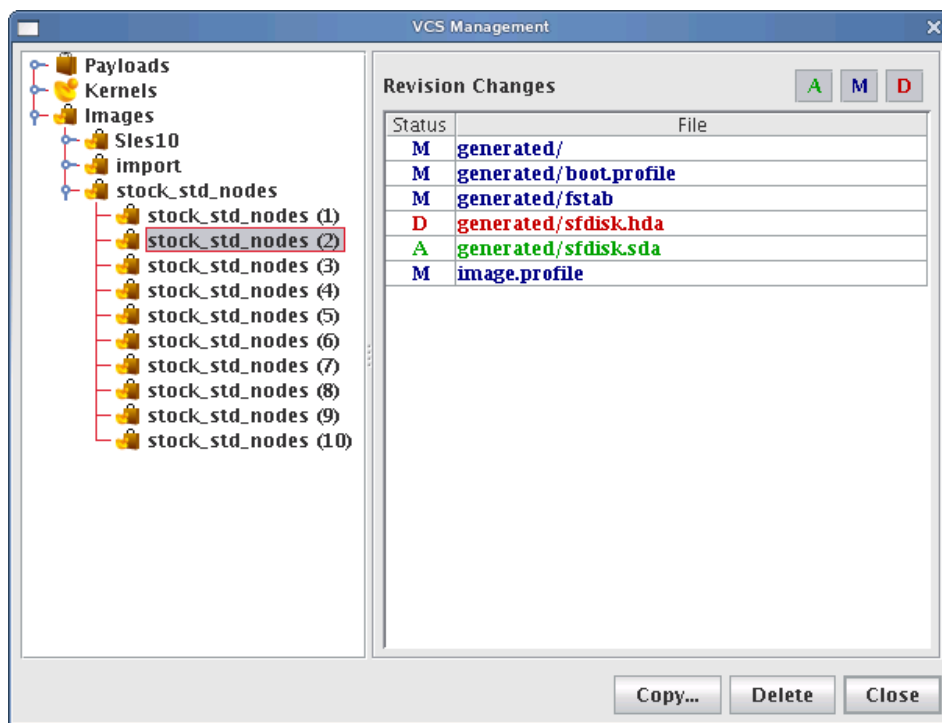 VCS Management
Payloads
Kernels
Images
Sles10
import
stock_std_nodes
stock_std_nodes (1)
stock_std_nodes (2)
stock_std_nodes (3)
stock_std_nodes (4)
stock_std_nodes (5)
stock_std_nodes (6)
stock_std_nodes (7)
stock_std_nodes (8)
stock_std_nodes (9)
stock_std_nodes (10)
Revision Changes A M D
Status File
M generated/
M generated/boot.profile
M generated/fstab
D generated/sfdisk.hda
A generated/sfdisk.sda
M image.profile
Copy... Delete Close